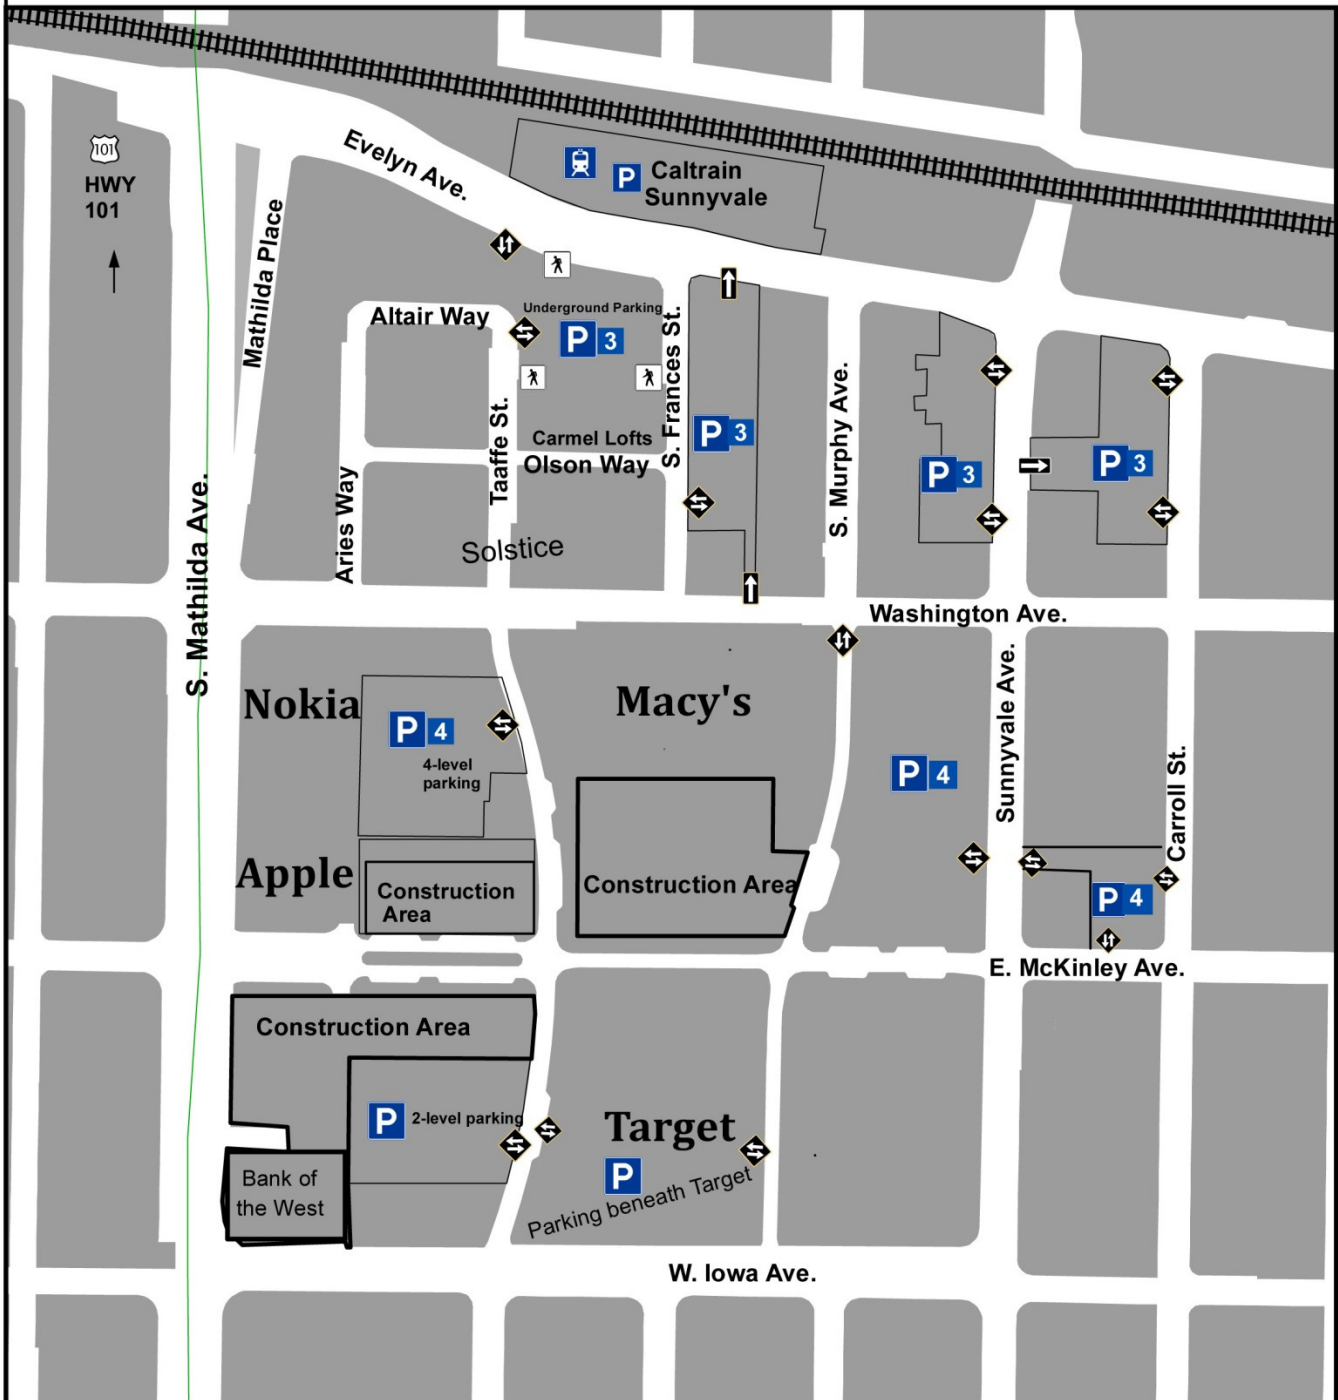 101
HWY
101
Evelyn Ave.
P
Caltrain
Sunnyvale
Mathilda Place
Altair Way
Underground Parking
P 3
S. Frances St.
P 3
S. Murphy Ave.
P 3
P 3
Taaffe St.
Carmel Lofts
Olson Way
Aries Way
Solstice
S. Mathilda Ave.
Washington Ave.
Nokia
P 4
4-level
parking
Macy's
P 4
Sunnyvale Ave.
Carroll St.
Apple
Construction
Area
Construction Area
P 4
E. McKinley Ave.
Construction Area
P
2-level parking
Target
P
Parking beneath Target
Bank of
the West
W. Iowa Ave.